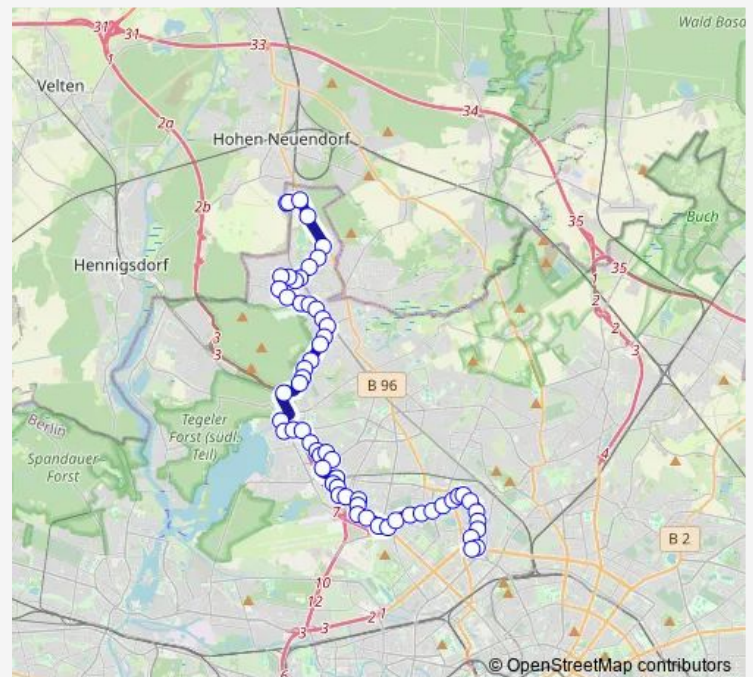 31
31
33
Wald Baso
1
Velten
34
2a
Hohen Neuendorf
2b
35
Buch
Hennigsdorf
35
1
2
2
3
3
3
B 96
Berlin
Tegeler
Forst (südl.
Teil)
4
Spandauer
Forst
7
B 2
10
12
3
3
2
1
6
© OpenStreetMap contributors